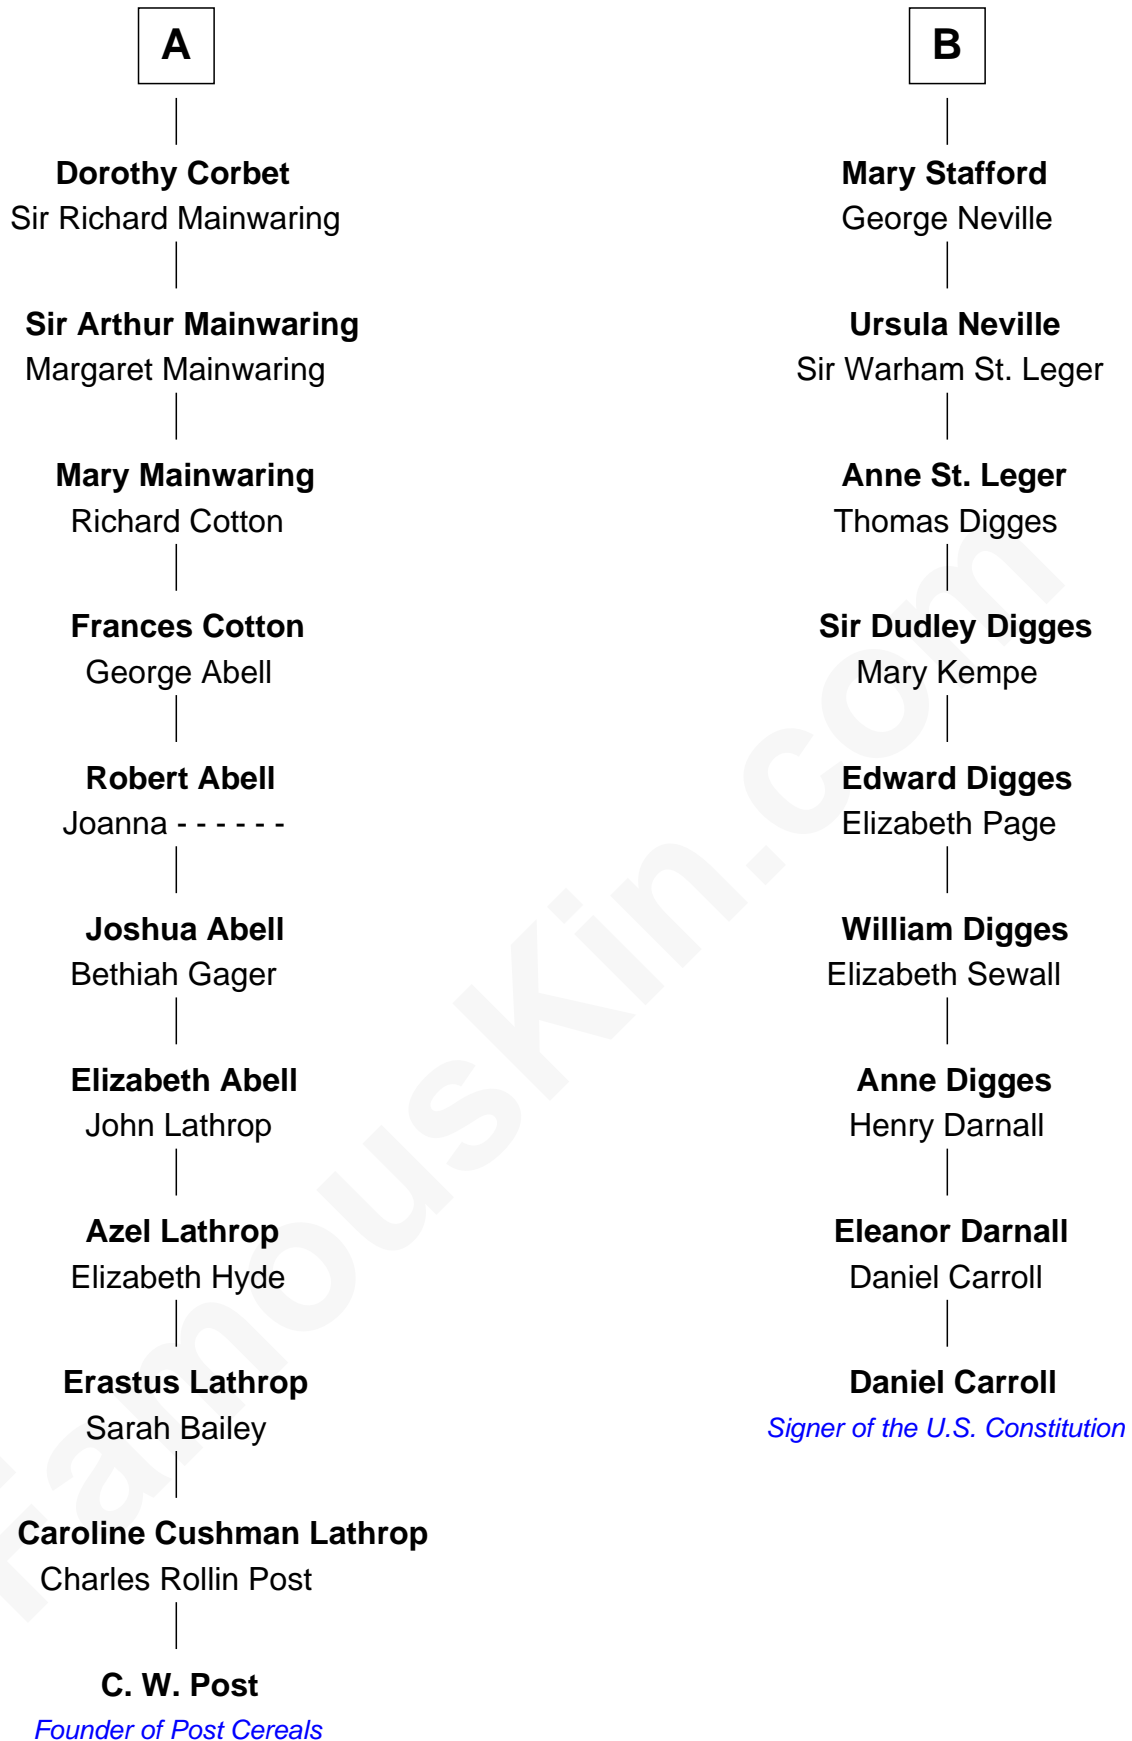 A
Dorothy Corbet
Sir Richard Mainwaring
Sir Arthur Mainwaring
Margaret Mainwaring
Mary Mainwaring
Richard Cotton
Frances Cotton
George Abell
Robert Abell
Joanna - - - - - -
Joshua Abell
Bethiah Gager
Elizabeth Abell
John Lathrop
Azel Lathrop
Elizabeth Hyde
Erastus Lathrop
Sarah Bailey
Caroline Cushman Lathrop
Charles Rollin Post
C. W. Post
Founder of Post Cereals
B
Mary Stafford
George Neville
Ursula Neville
Sir Warham St. Leger
Anne St. Leger
Thomas Digges
Sir Dudley Digges
Mary Kempe
Edward Digges
Elizabeth Page
William Digges
Elizabeth Sewall
Anne Digges
Henry Darnall
Eleanor Darnall
Daniel Carroll
Daniel Carroll
Signer of the U.S. Constitution
FamousKin.com